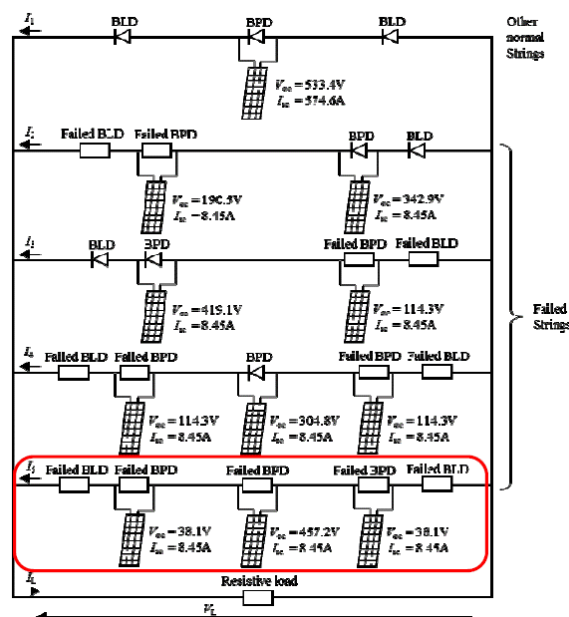 I₁ BLD BPD BLD Other
normal
Strings
Voc = 533.4V
Isc = 574.6A
I₂ Failed BLD Failed BPD BPD BLD
Voc = 190.5V Voc = 342.9V
Isc = 8.45A Isc = 8.45A
I₃ BLD BPD Failed BPD Failed BLD
Voc = 419.1V Voc = 114.3V
Isc = 8.45A Isc = 8.45A
Failed
Strings
I₄ Failed BLD Failed BPD BPD Failed BPD Failed BLD
Voc = 114.3V Voc = 304.8V Voc = 114.3V
Isc = 8.45A Isc = 8.45A Isc = 8.45A
I₅ Failed BLD Failed BPD Failed BPD Failed BPD Failed BLD
Voc = 38.1V Voc = 457.2V Voc = 38.1V
Isc = 8.45A Isc = 8.45A Isc = 8.45A
I_L Resistive load
V_L